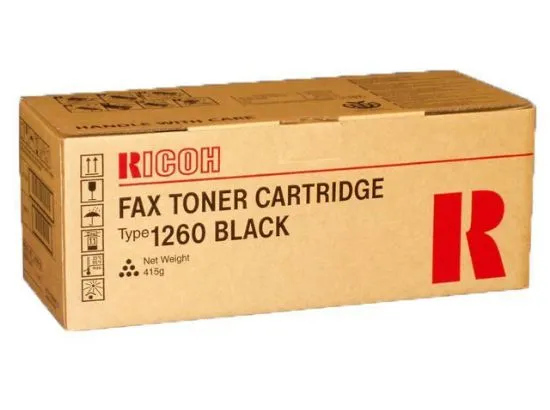 HANDLE WITH CARE
RICOH
FAX TONER CARTRIDGE
Type 1260 BLACK
Net Weight
415g
R